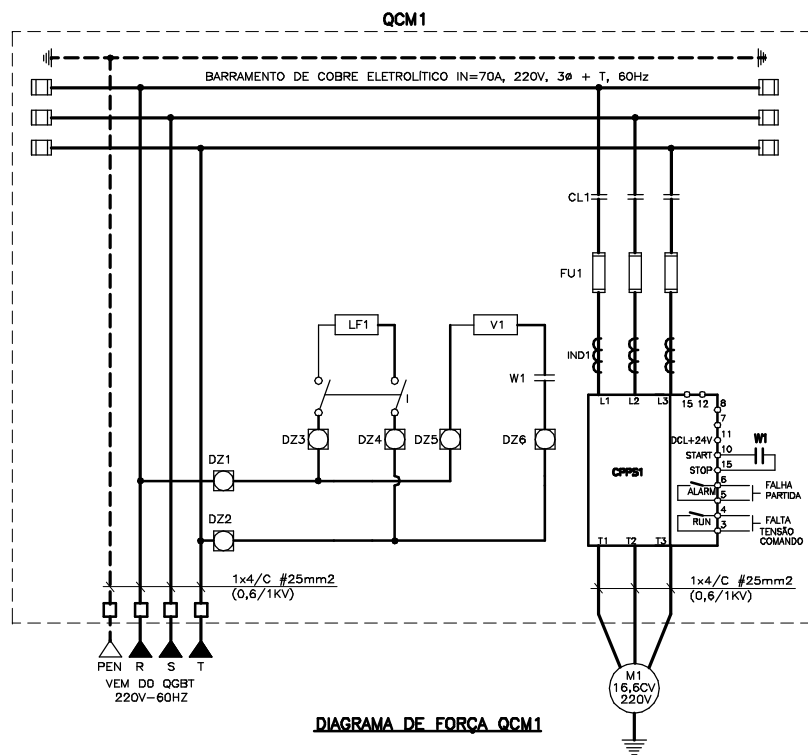 QCM1
BARRAMENTO DE COBRE ELETROLÍTICO IN=70A, 220V, 3ø + T, 60Hz
CL1
FU1
LF1
V1
W1
IND1
DZ3
DZ4
DZ5
DZ6
DZ1
DZ2
L1
L2
L3
15
12
8
7
11
DCL+24V
10
START
W1
15
STOP
CPPS1
6
ALARM
5
FALHA
PARTIDA
4
RUN
3
FALTA
TENSÃO
COMANDO
T1
T2
T3
1x4/C #25mm2
(0,6/1KV)
1x4/C #25mm2
(0,6/1KV)
PEN
R
S
T
VEM DO QGBT
220V-60HZ
M1
16,6CV
220V
DIAGRAMA DE FORÇA QCM1